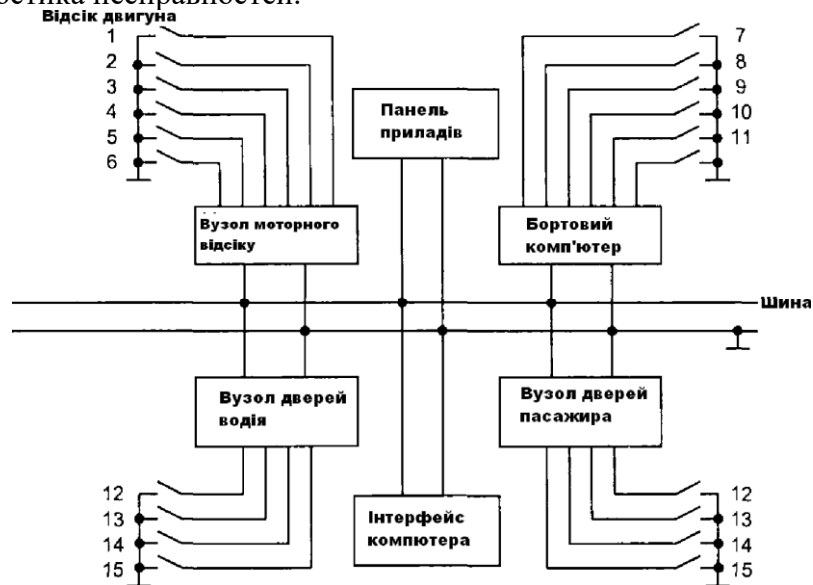 Відсік двигуна
1
2
3
4
5
6
7
8
9
10
11
Панель
приладів
Вузол моторного
відсіку
Бортовий
комп'ютер
Шина
Вузол дверей
водія
Вузол дверей
пасажира
12
13
14
15
Інтерфейс
компютера
12
13
14
15